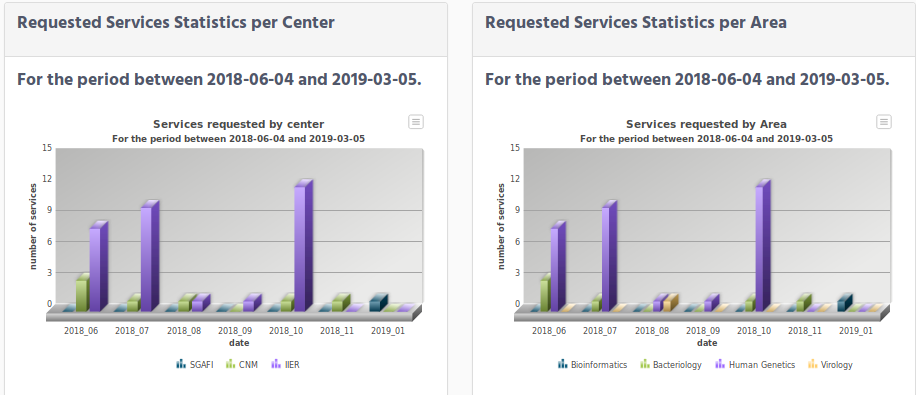 Requested Services Statistics per Center
For the period between 2018-06-04 and 2019-03-05.
Services requested by center
For the period between 2018-06-04 and 2019-03-05
number of services
15
12
9
6
3
0
2018_06 2018_07 2018_08 2018_09 2018_10 2018_11 2019_01
date
SGAFI CNM IIER
Requested Services Statistics per Area
For the period between 2018-06-04 and 2019-03-05.
Services requested by Area
For the period between 2018-06-04 and 2019-03-05
number of services
15
12
9
6
3
0
2018_06 2018_07 2018_08 2018_09 2018_10 2018_11 2019_01
date
Bioinformatics Bacteriology Human Genetics Virology